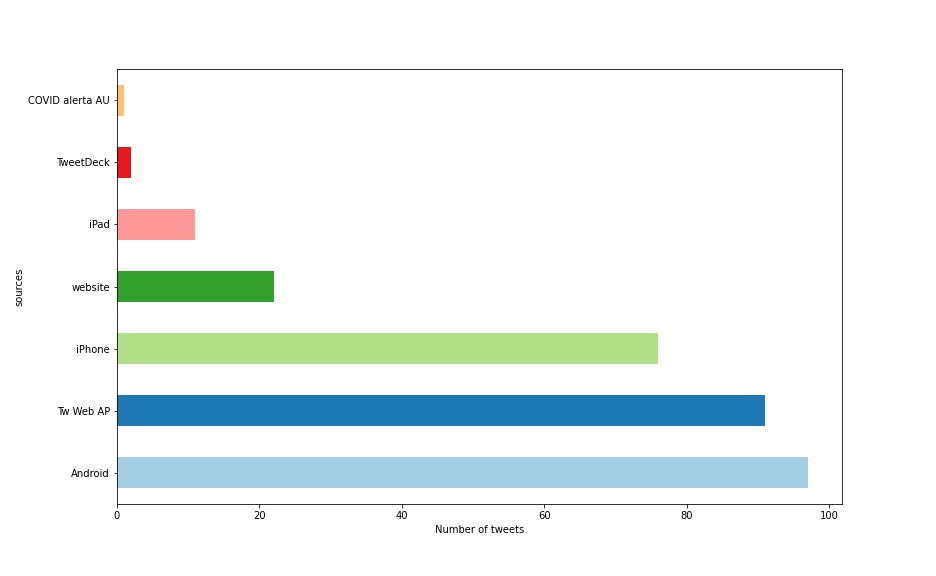 COVID alerta AU
TweetDeck
iPad
website
iPhone
Tw Web AP
Android
sources
0 20 40 60 80 100
Number of tweets